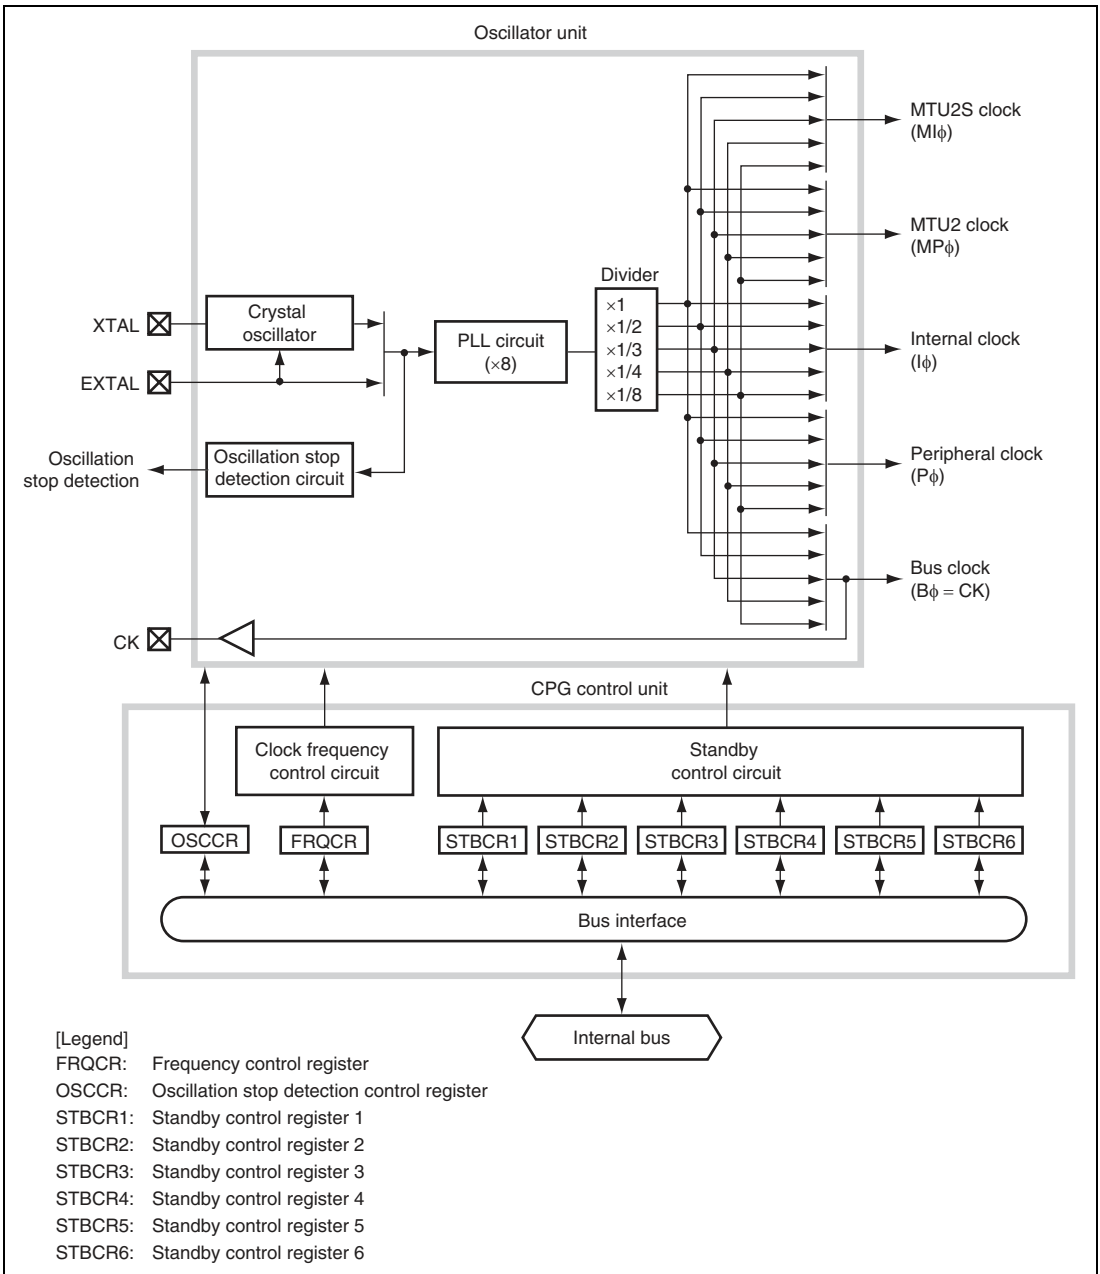 Oscillator unit
MTU2S clock
(MIϕ)
MTU2 clock
(MPϕ)
Divider
×1
×1/2
×1/3
×1/4
×1/8
XTAL
Crystal
oscillator
PLL circuit
(×8)
Internal clock
(Iϕ)
EXTAL
Oscillation
stop detection
Oscillation stop
detection circuit
Peripheral clock
(Pϕ)
Bus clock
(Bϕ = CK)
CK
CPG control unit
Clock frequency
control circuit
Standby
control circuit
OSCCR
FRQCR
STBCR1
STBCR2
STBCR3
STBCR4
STBCR5
STBCR6
Bus interface
Internal bus
[Legend]
FRQCR: Frequency control register
OSCCR: Oscillation stop detection control register
STBCR1: Standby control register 1
STBCR2: Standby control register 2
STBCR3: Standby control register 3
STBCR4: Standby control register 4
STBCR5: Standby control register 5
STBCR6: Standby control register 6